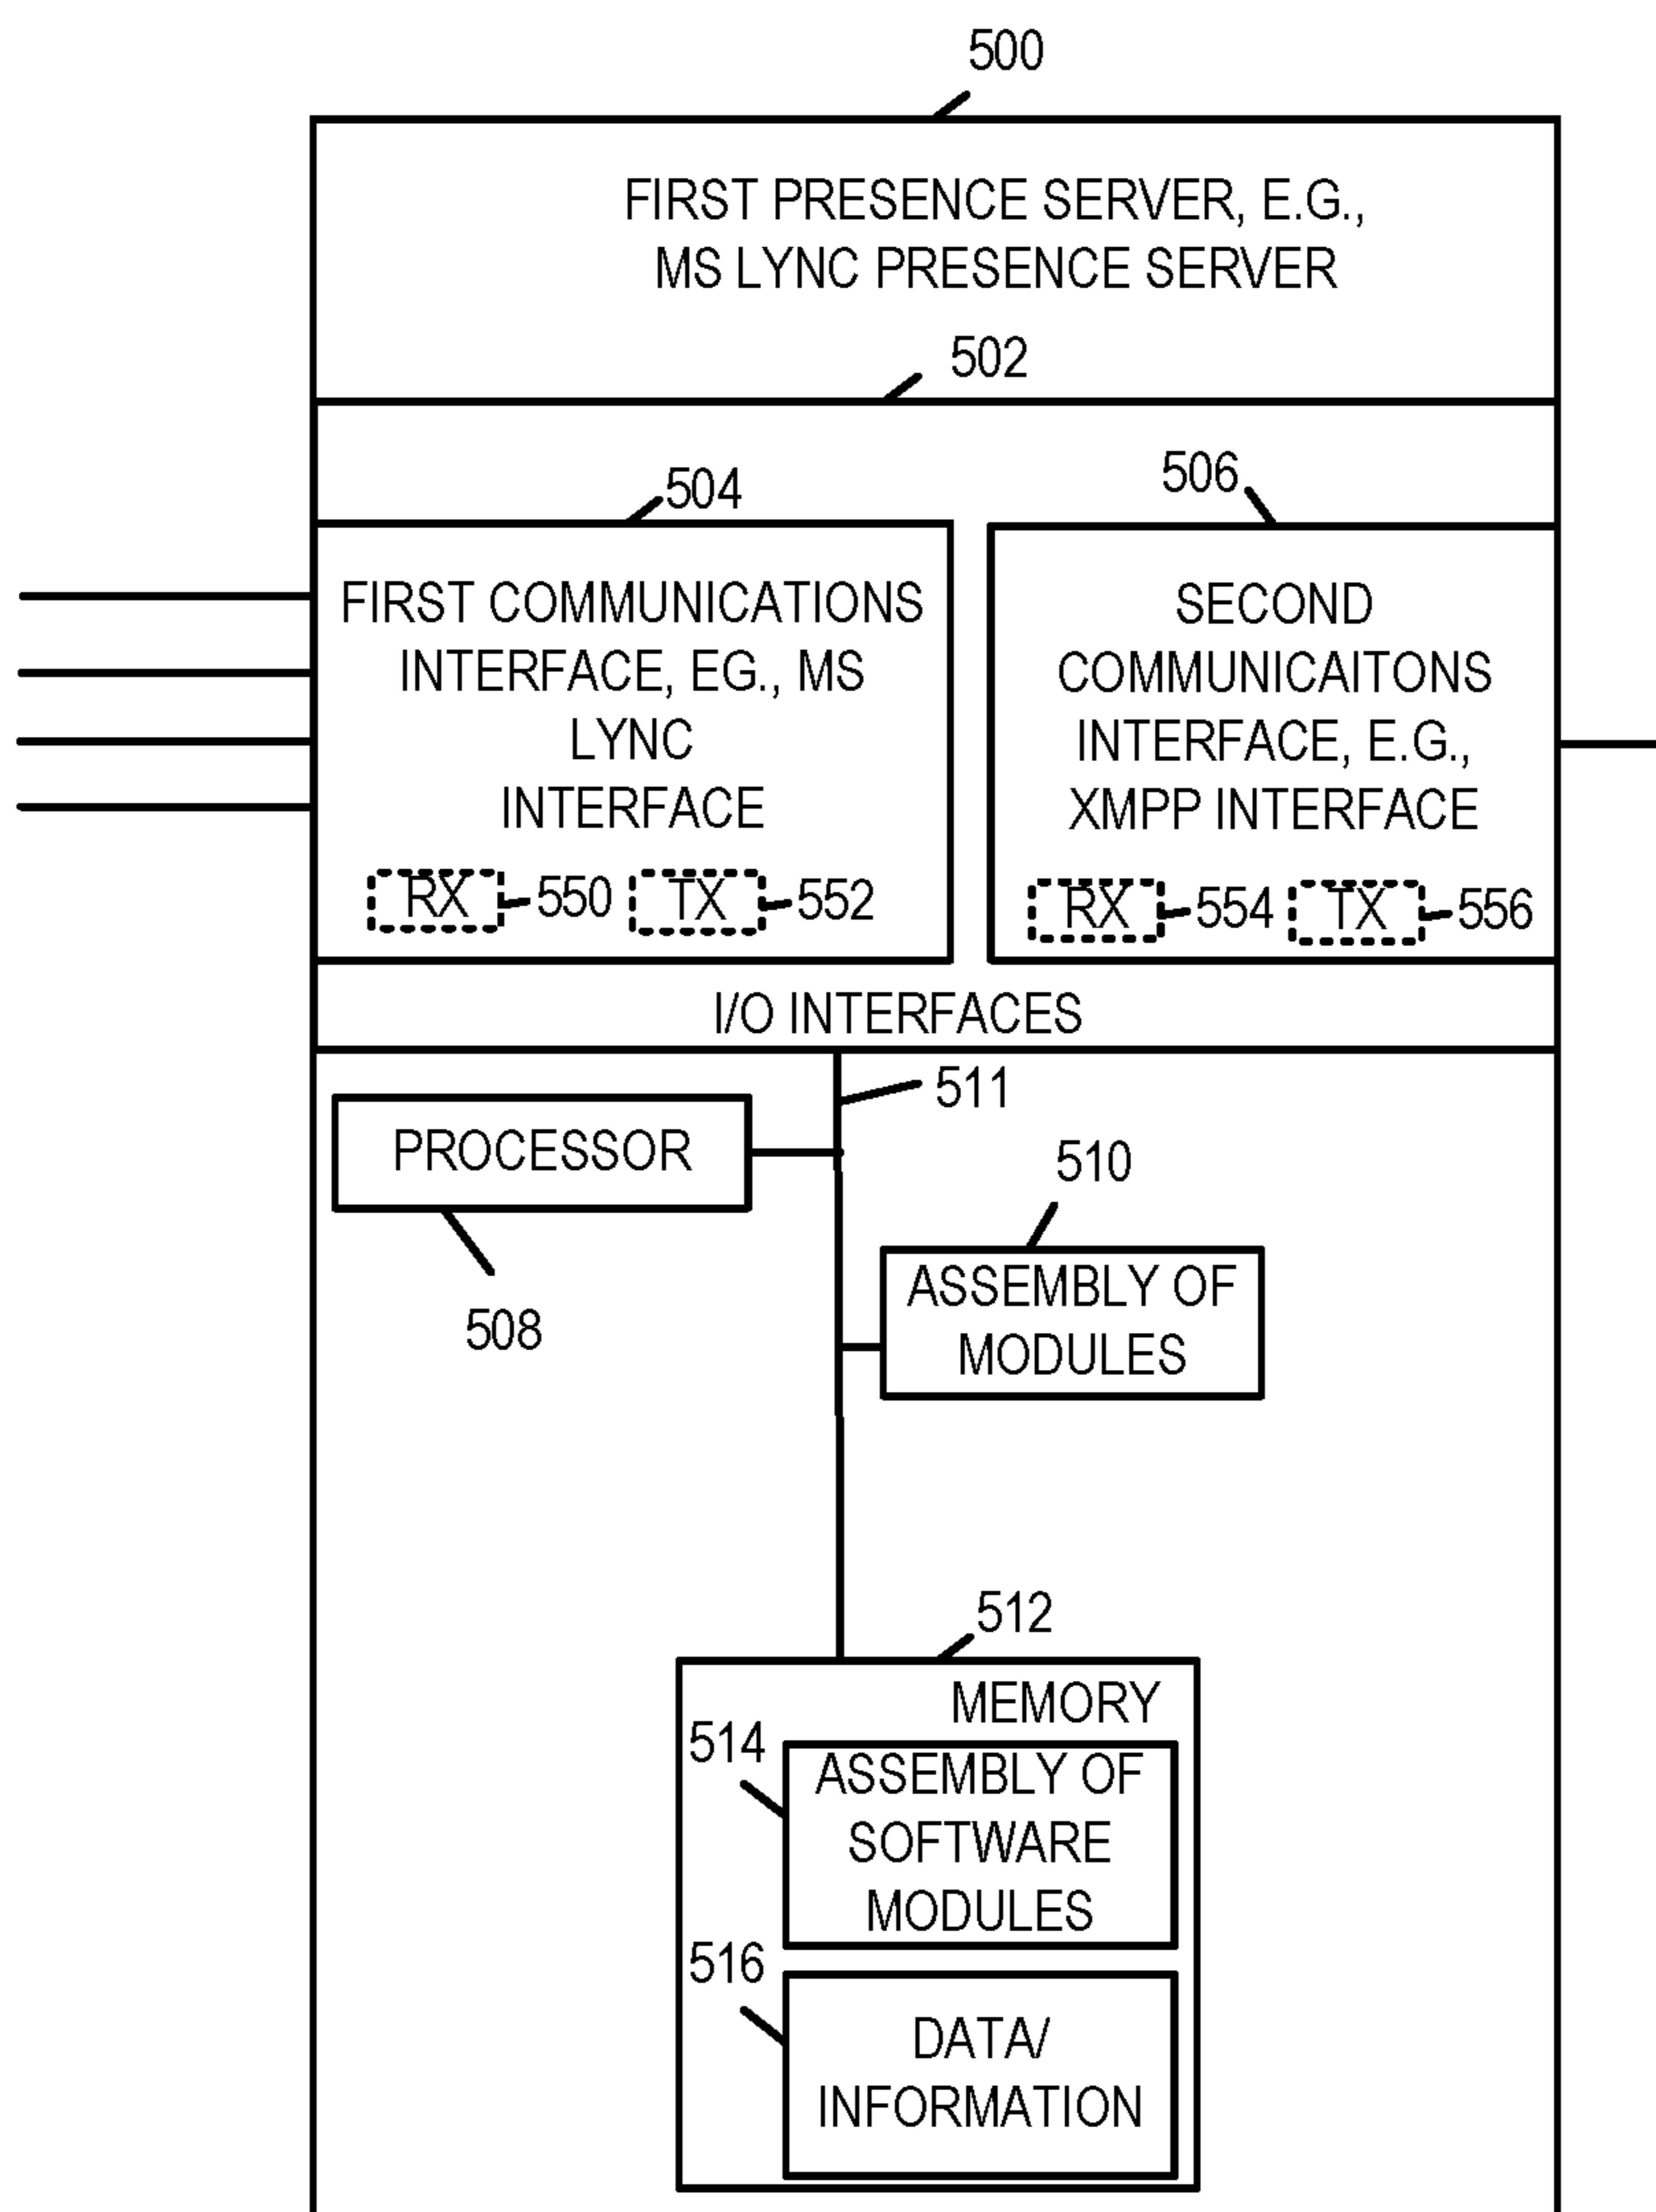 500
FIRST PRESENCE SERVER, E.G.,
MS LYNC PRESENCE SERVER
502
504
FIRST COMMUNICATIONS
INTERFACE, EG., MS
LYNC
INTERFACE
RX 550 TX 552
506
SECOND
COMMUNICAITONS
INTERFACE, E.G.,
XMPP INTERFACE
RX 554 TX 556
I/O INTERFACES
511
PROCESSOR
508
510
ASSEMBLY OF
MODULES
512
MEMORY
514
ASSEMBLY OF
SOFTWARE
MODULES
516
DATA/
INFORMATION